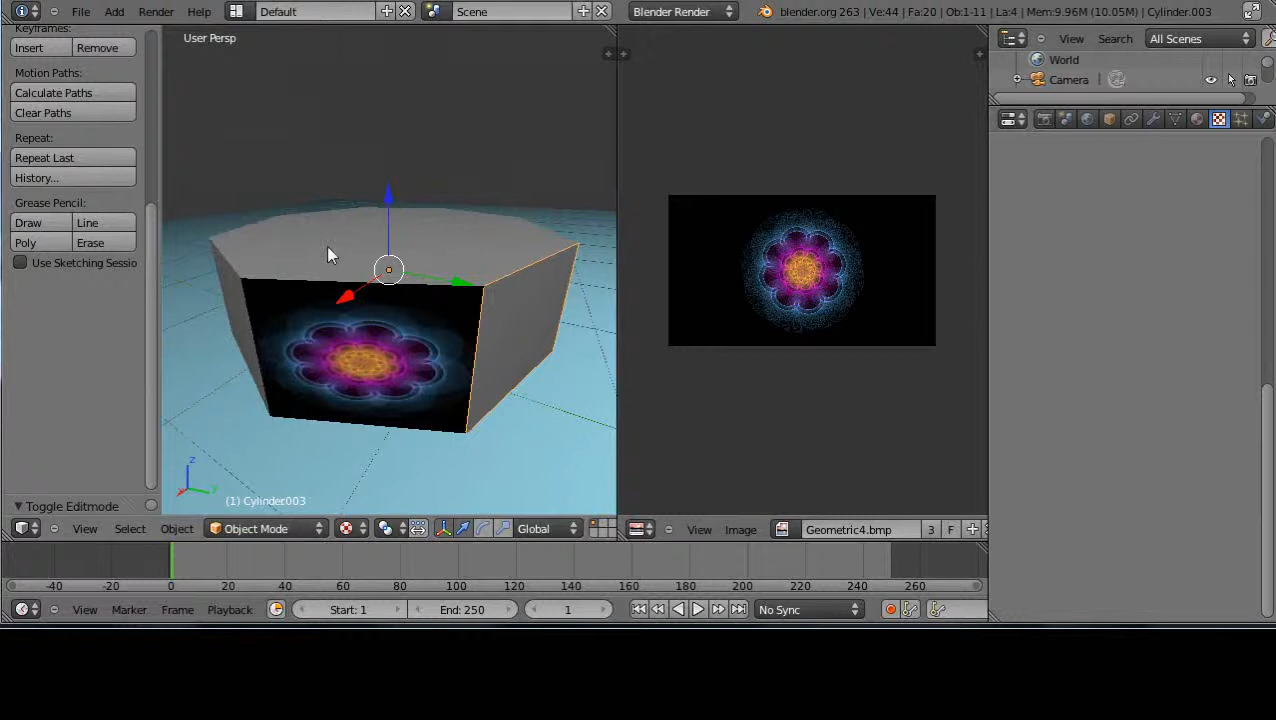 File Add Render Help Default Scene Blender Render blender.org 263 | Ve:44 | Fa:20 | Ob:1-11 | La:4 | Mem:9.96M (10.05M) | Cylinder.003
Keyframes:
Insert Remove
Motion Paths:
Calculate Paths
Clear Paths
Repeat:
Repeat Last
History...
Grease Pencil:
Draw Line
Poly Erase
Use Sketching Sessio
Toggle Editmode
User Persp
z
y
(1) Cylinder.003
View Select Object Object Mode Global
View Image Geometric4.bmp 3 F
View Search All Scenes
World
Camera
-40 -20 0 20 40 60 80 100 120 140 160 180 200 220 240 260
View Marker Frame Playback Start: 1 End: 250 1 No Sync